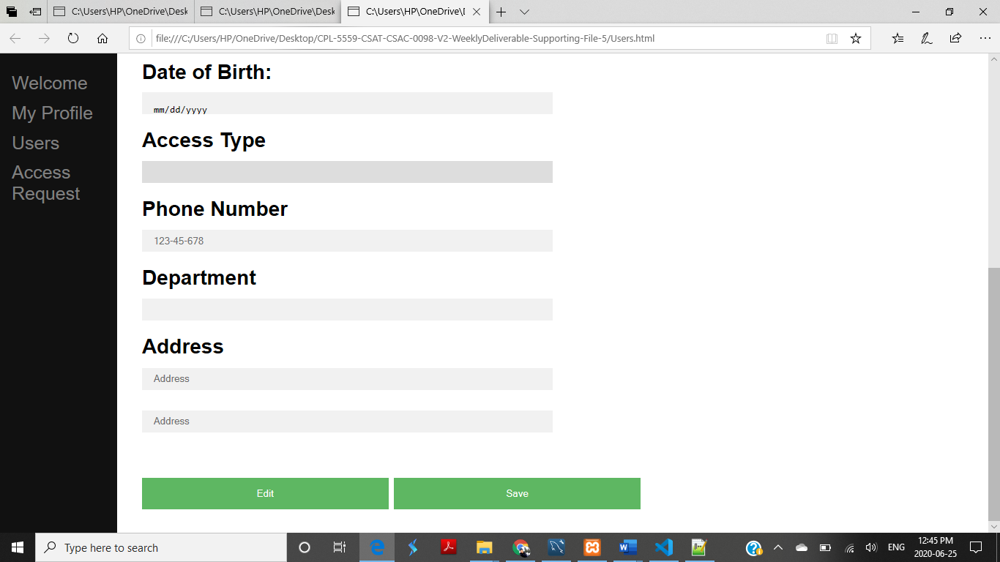 C:\Users\HP\OneDrive\Desk
C:\Users\HP\OneDrive\Desk
C:\Users\HP\OneDrive\D
file:///C:/Users/HP/OneDrive/Desktop/CPL-5559-CSAT-CSAC-0098-V2-WeeklyDeliverable-Supporting-File-5/Users.html
Welcome
My Profile
Users
Access
Request
Date of Birth:
mm/dd/yyyy
Access Type
Phone Number
123-45-678
Department
Address
Address
Address
Edit
Save
Type here to search
ENG
12:45 PM
2020-06-25